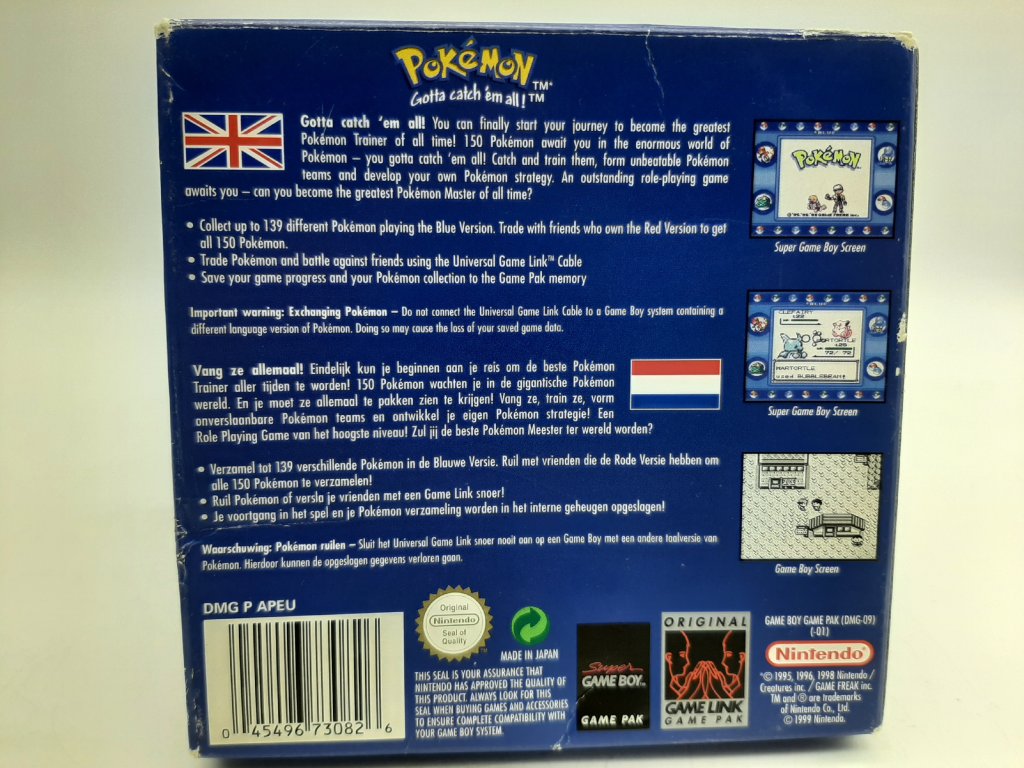 POKéMON™*
Gotta catch 'em all!™
Gotta catch 'em all! You can finally start your journey to become the greatest
Pokémon Trainer of all time! 150 Pokémon await you in the enormous world of
Pokémon – you gotta catch 'em all! Catch and train them, form unbeatable Pokémon
teams and develop your own Pokémon strategy. An outstanding role-playing game
awaits you – can you become the greatest Pokémon Master of all time?
• Collect up to 139 different Pokémon playing the Blue Version. Trade with friends who own the Red Version to get
all 150 Pokémon.
• Trade Pokémon and battle against friends using the Universal Game Link™ Cable
• Save your game progress and your Pokémon collection to the Game Pak memory
Important warning: Exchanging Pokémon – Do not connect the Universal Game Link Cable to a Game Boy system containing a
different language version of Pokémon. Doing so may cause the loss of your saved game data.
Vang ze allemaal! Eindelijk kun je beginnen aan je reis om de beste Pokémon
Trainer aller tijden te worden! 150 Pokémon wachten je in de gigantische Pokémon
wereld. En je moet ze allemaal te pakken zien te krijgen! Vang ze, train ze, vorm
onverslaanbare Pokémon teams en ontwikkel je eigen Pokémon strategie! Een
Role Playing Game van het hoogste niveau! Zul jij de beste Pokémon Meester ter wereld worden?
• Verzamel tot 139 verschillende Pokémon in de Blauwe Versie. Ruil met vrienden die de Rode Versie hebben om
alle 150 Pokémon te verzamelen!
• Ruil Pokémon of versla je vrienden met een Game Link snoer!
• Je voortgang in het spel en je Pokémon verzameling worden in het interne geheugen opgeslagen!
Waarschuwing: Pokémon ruilen – Sluit het Universal Game Link snoer nooit aan op een Game Boy met een andere taalversie van
Pokémon. Hierdoor kunnen de opgeslagen gegevens verloren gaan.
POKéMON
©'95.'96.'98 GAME FREAK inc.
Super Game Boy Screen
CLEFAIRY
:L22
WARTORTLE
:L25
72/ 72
WARTORTLE
used BUBBLEBEAM!
Super Game Boy Screen
Game Boy Screen
DMG P APEU
0 45496 73082 6
Original
Nintendo
Seal of
Quality
™
MADE IN JAPAN
THIS SEAL IS YOUR ASSURANCE THAT
NINTENDO HAS APPROVED THE QUALITY OF
THIS PRODUCT. ALWAYS LOOK FOR THIS
SEAL WHEN BUYING GAMES AND ACCESSORIES
TO ENSURE COMPLETE COMPATIBILITY WITH
YOUR GAME BOY SYSTEM.
Super
GAME BOY™
GAME PAK
ORIGINAL
GAME LINK™
GAME PAK
GAME BOY GAME PAK (DMG-09)
(-01)
Nintendo®
*© 1995, 1996, 1998 Nintendo /
Creatures inc. / GAME FREAK inc.
TM and ® are trademarks
of Nintendo Co., Ltd.
© 1999 Nintendo.